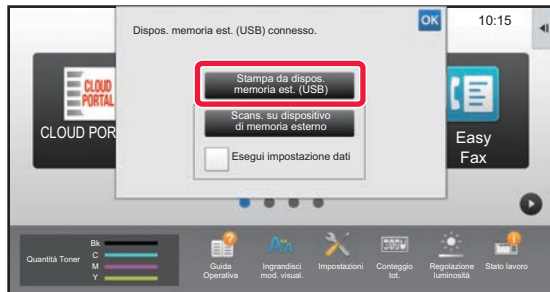 Dispos. memoria est. (USB) connesso.
OK
10:15
Stampa da dispos.
memoria est. (USB)
Scans. su dispositivo
di memoria esterno
Esegui impostazione dati
CLOUD
PORTAL
CLOUD POR
Easy
Fax
Quantità Toner
Bk
C
M
Y
Guida
Operativa
Ingrandisci
mod. visual.
Impostazioni
Conteggio
tot.
Regolazione
luminosità
Stato lavoro